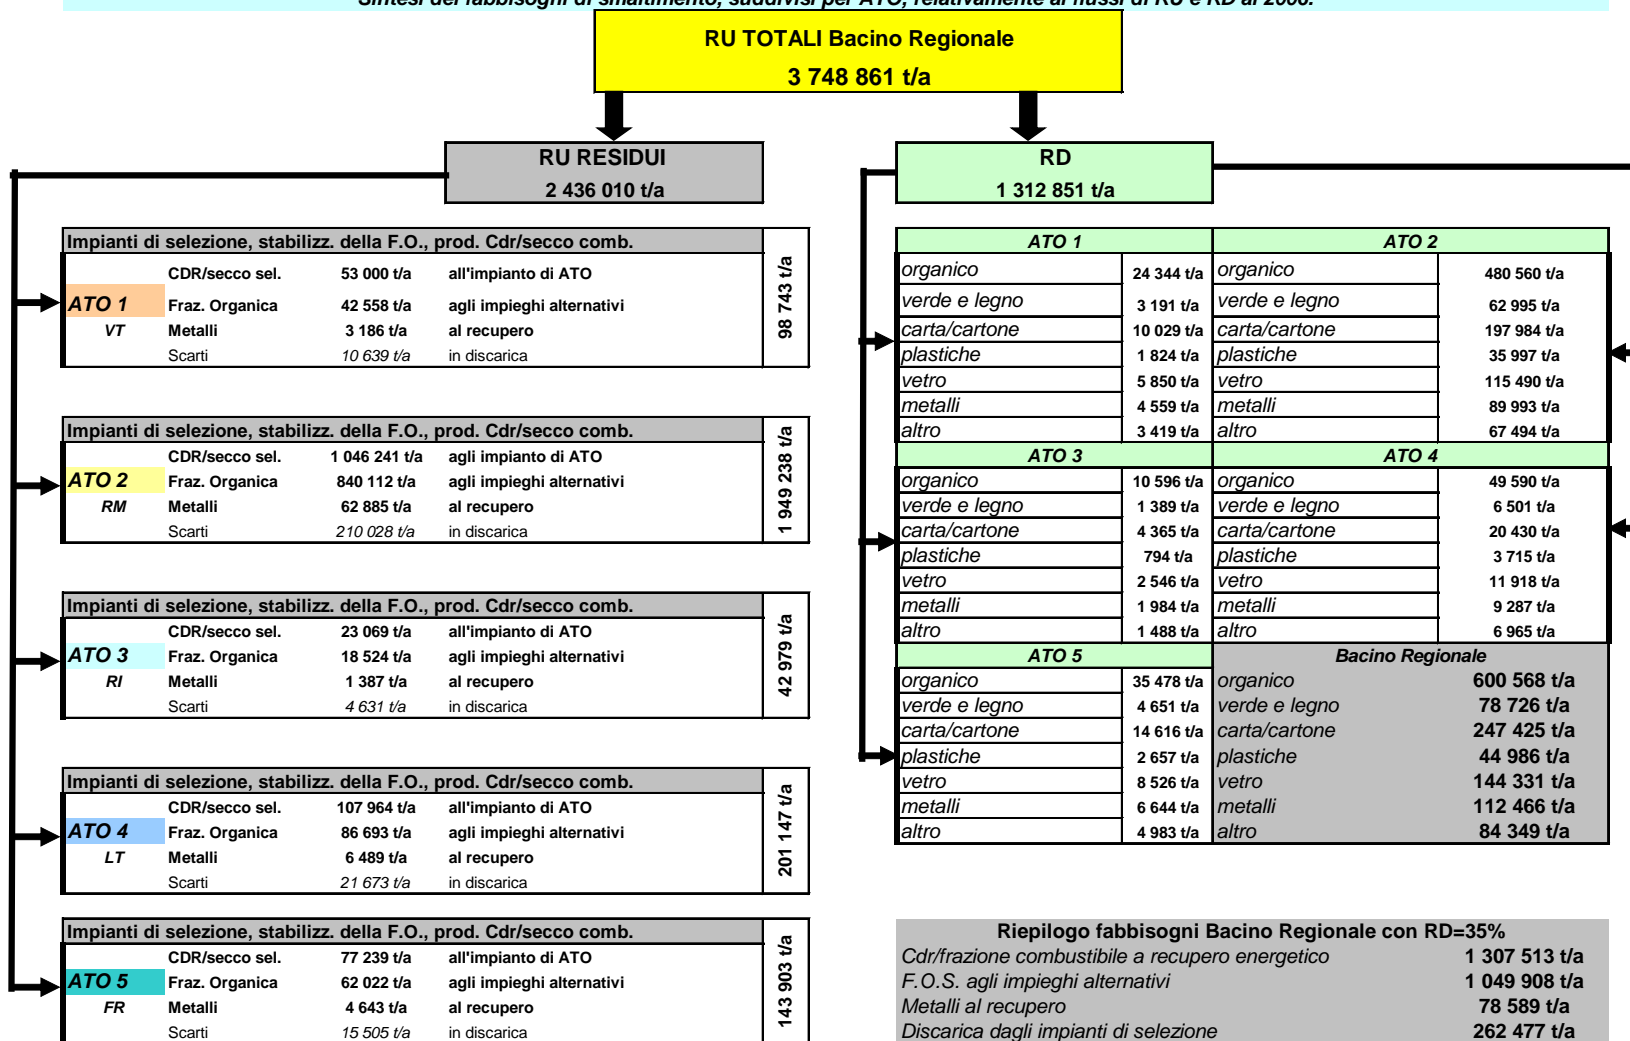 Sintesi dei fabbisogni di smaltimento, suddivisi per ATO, relativamente ai flussi di RU e RD al 2006.
RU TOTALI Bacino Regionale
3 748 861 t/a
RU RESIDUI
2 436 010 t/a
RD
1 312 851 t/a
Impianti di selezione, stabilizz. della F.O., prod. Cdr/secco comb.
98 743 t/a
CDR/secco sel. 53 000 t/a all'impianto di ATO
ATO 1 Fraz. Organica 42 558 t/a agli impieghi alternativi
VT Metalli 3 186 t/a al recupero
Scarti 10 639 t/a in discarica
Impianti di selezione, stabilizz. della F.O., prod. Cdr/secco comb.
1 949 238 t/a
CDR/secco sel. 1 046 241 t/a agli impianto di ATO
ATO 2 Fraz. Organica 840 112 t/a agli impieghi alternativi
RM Metalli 62 885 t/a al recupero
Scarti 210 028 t/a in discarica
Impianti di selezione, stabilizz. della F.O., prod. Cdr/secco comb.
42 979 t/a
CDR/secco sel. 23 069 t/a all'impianto di ATO
ATO 3 Fraz. Organica 18 524 t/a agli impieghi alternativi
RI Metalli 1 387 t/a al recupero
Scarti 4 631 t/a in discarica
Impianti di selezione, stabilizz. della F.O., prod. Cdr/secco comb.
201 147 t/a
CDR/secco sel. 107 964 t/a all'impianto di ATO
ATO 4 Fraz. Organica 86 693 t/a agli impieghi alternativi
LT Metalli 6 489 t/a al recupero
Scarti 21 673 t/a in discarica
Impianti di selezione, stabilizz. della F.O., prod. Cdr/secco comb.
143 903 t/a
CDR/secco sel. 77 239 t/a all'impianto di ATO
ATO 5 Fraz. Organica 62 022 t/a agli impieghi alternativi
FR Metalli 4 643 t/a al recupero
Scarti 15 505 t/a in discarica
ATO 1 ATO 2
organico 24 344 t/a organico 480 560 t/a
verde e legno 3 191 t/a verde e legno 62 995 t/a
carta/cartone 10 029 t/a carta/cartone 197 984 t/a
plastiche 1 824 t/a plastiche 35 997 t/a
vetro 5 850 t/a vetro 115 490 t/a
metalli 4 559 t/a metalli 89 993 t/a
altro 3 419 t/a altro 67 494 t/a
ATO 3 ATO 4
organico 10 596 t/a organico 49 590 t/a
verde e legno 1 389 t/a verde e legno 6 501 t/a
carta/cartone 4 365 t/a carta/cartone 20 430 t/a
plastiche 794 t/a plastiche 3 715 t/a
vetro 2 546 t/a vetro 11 918 t/a
metalli 1 984 t/a metalli 9 287 t/a
altro 1 488 t/a altro 6 965 t/a
ATO 5 Bacino Regionale
organico 35 478 t/a organico 600 568 t/a
verde e legno 4 651 t/a verde e legno 78 726 t/a
carta/cartone 14 616 t/a carta/cartone 247 425 t/a
plastiche 2 657 t/a plastiche 44 986 t/a
vetro 8 526 t/a vetro 144 331 t/a
metalli 6 644 t/a metalli 112 466 t/a
altro 4 983 t/a altro 84 349 t/a
Riepilogo fabbisogni Bacino Regionale con RD=35%
Cdr/frazione combustibile a recupero energetico 1 307 513 t/a
F.O.S. agli impieghi alternativi 1 049 908 t/a
Metalli al recupero 78 589 t/a
Discarica dagli impianti di selezione 262 477 t/a